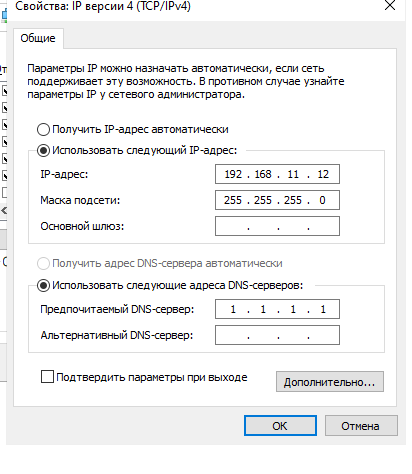 Свойства: IP версии 4 (TCP/IPv4)
Общие
Параметры IP можно назначать автоматически, если сеть
поддерживает эту возможность. В противном случае узнайте
параметры IP у сетевого администратора.
Получить IP-адрес автоматически
Использовать следующий IP-адрес:
IP-адрес: 192 . 168 . 11 . 12
Маска подсети: 255 . 255 . 255 . 0
Основной шлюз: . . .
Получить адрес DNS-сервера автоматически
Использовать следующие адреса DNS-серверов:
Предпочитаемый DNS-сервер: 1 . 1 . 1 . 1
Альтернативный DNS-сервер: . . .
Подтвердить параметры при выходе
Дополнительно...
OK
Отмена